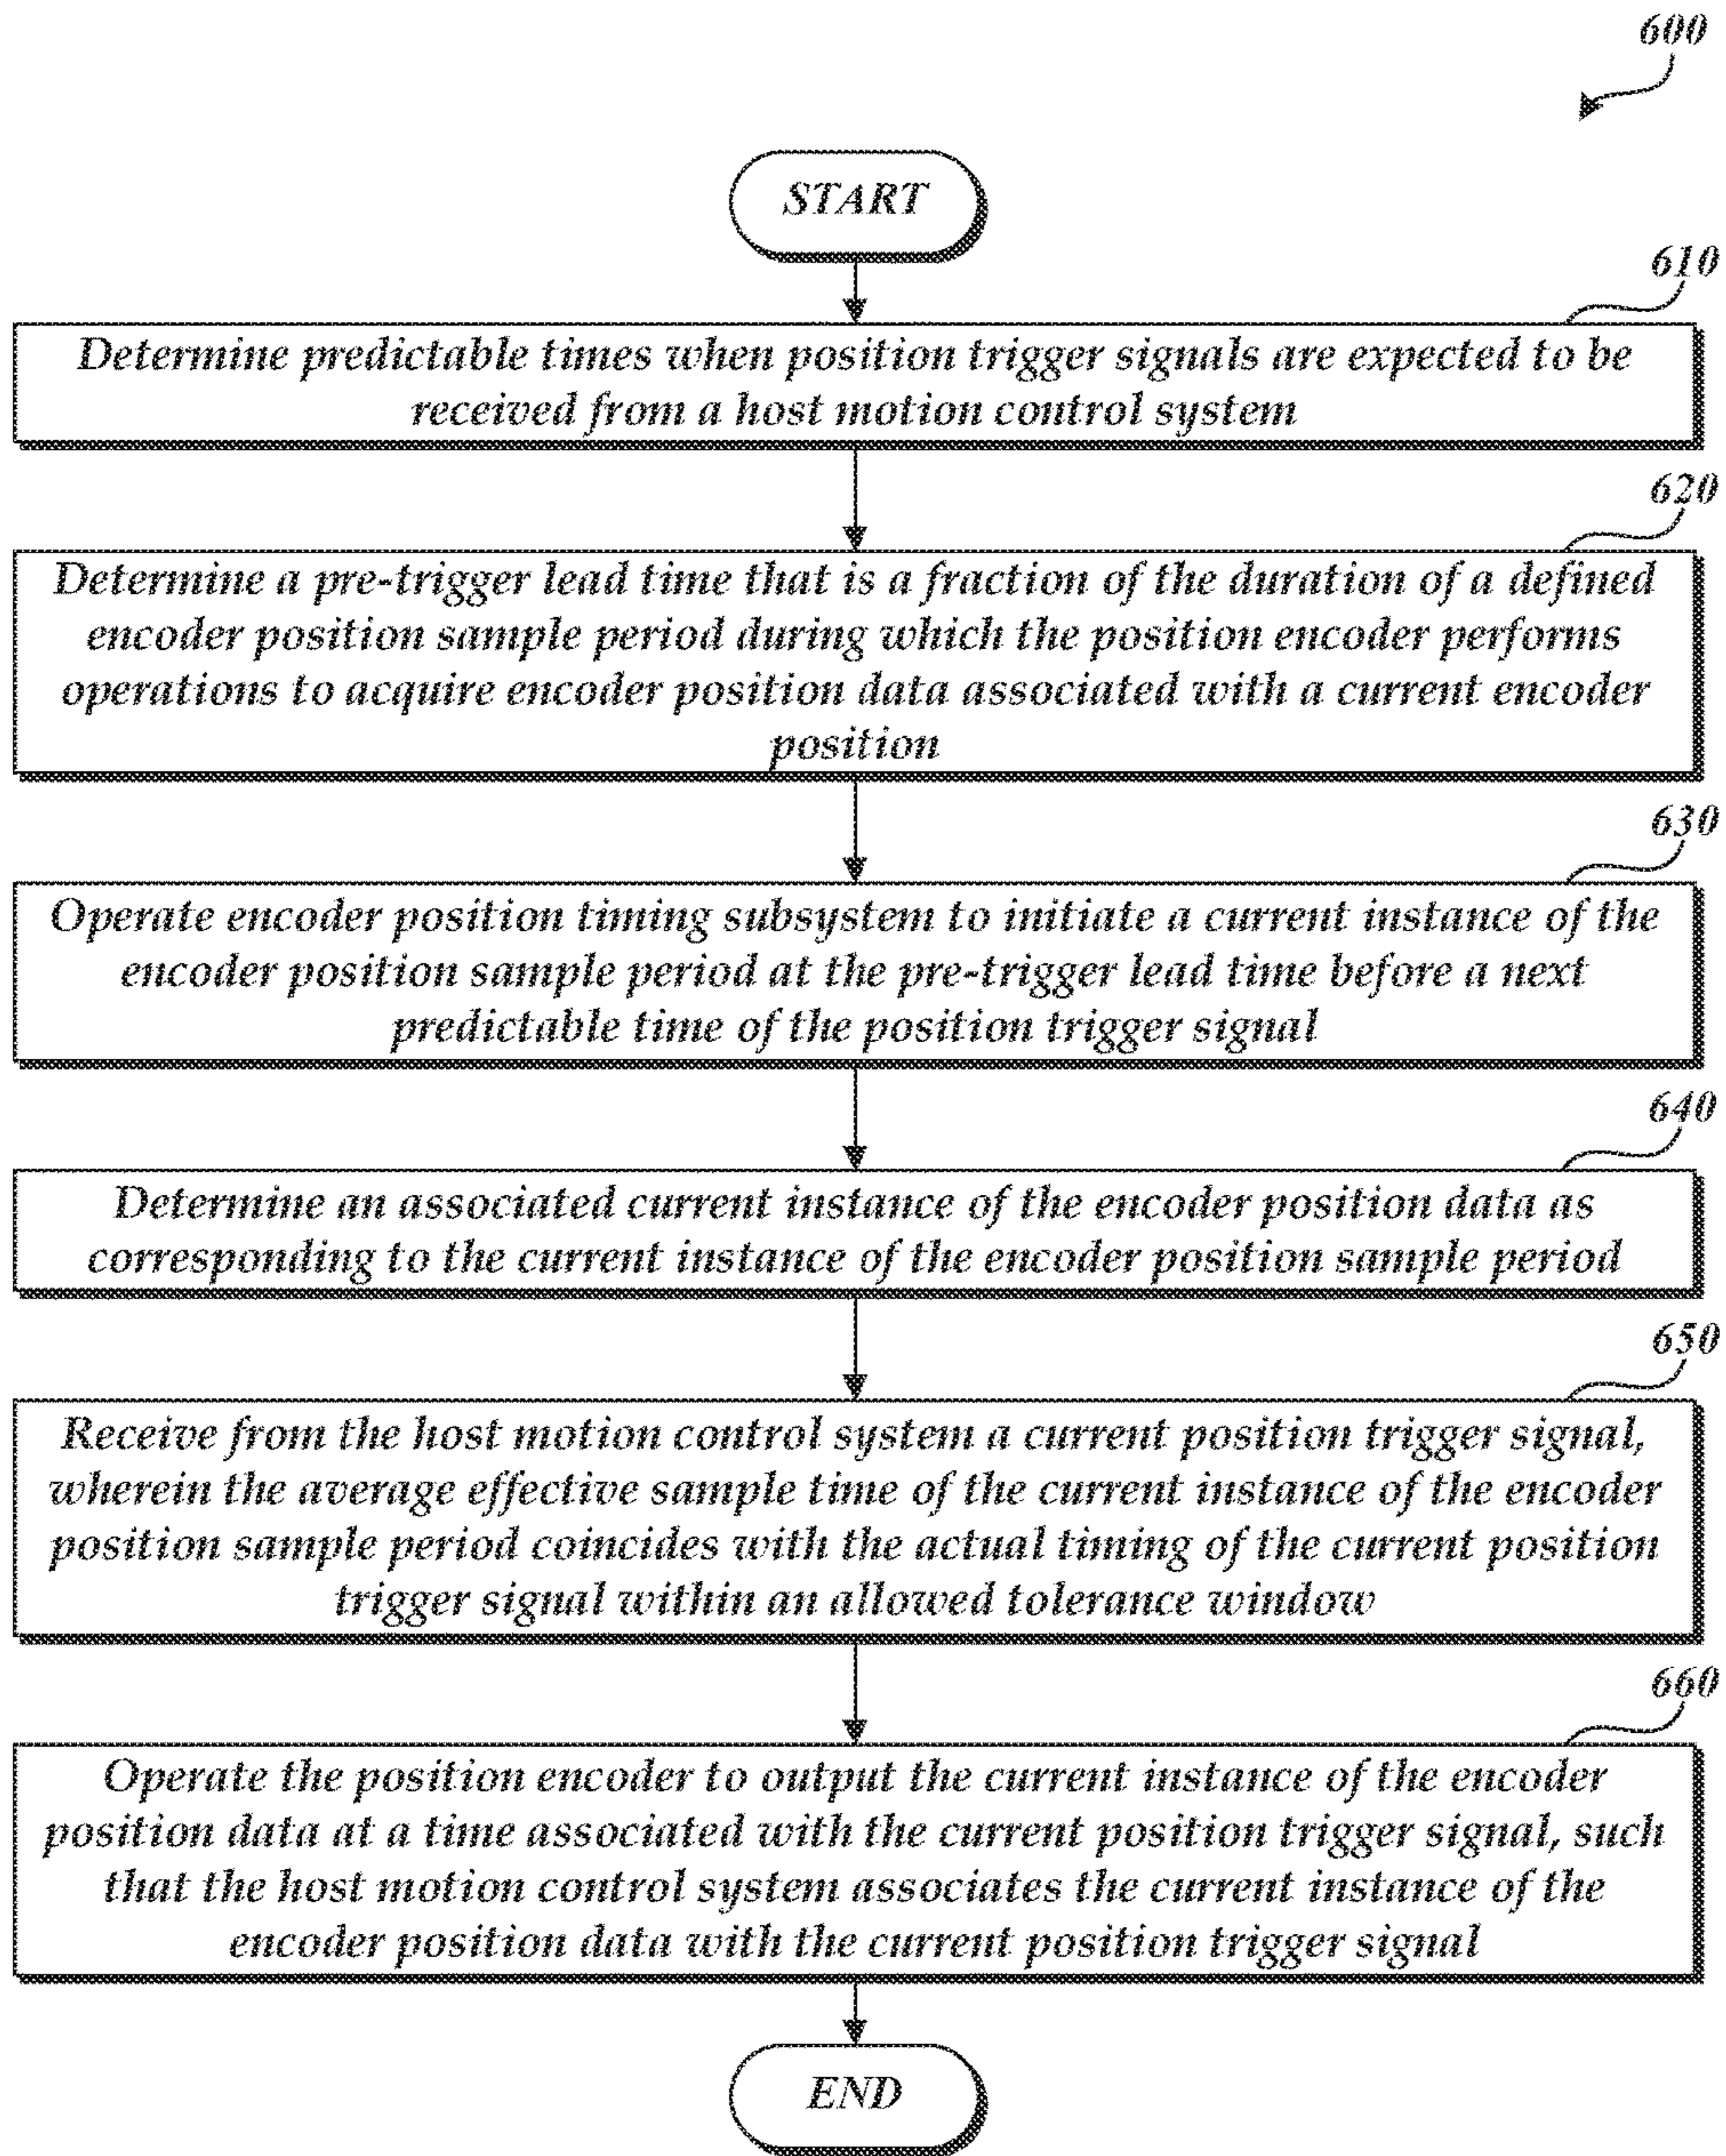 600
START
610
Determine predictable times when position trigger signals are expected to be
received from a host motion control system
620
Determine a pre-trigger lead time that is a fraction of the duration of a defined
encoder position sample period during which the position encoder performs
operations to acquire encoder position data associated with a current encoder
position
630
Operate encoder position timing subsystem to initiate a current instance of the
encoder position sample period at the pre-trigger lead time before a next
predictable time of the position trigger signal
640
Determine an associated current instance of the encoder position data as
corresponding to the current instance of the encoder position sample period
650
Receive from the host motion control system a current position trigger signal,
wherein the average effective sample time of the current instance of the encoder
position sample period coincides with the actual timing of the current position
trigger signal within an allowed tolerance window
660
Operate the position encoder to output the current instance of the encoder
position data at a time associated with the current position trigger signal, such
that the host motion control system associates the current instance of the
encoder position data with the current position trigger signal
END